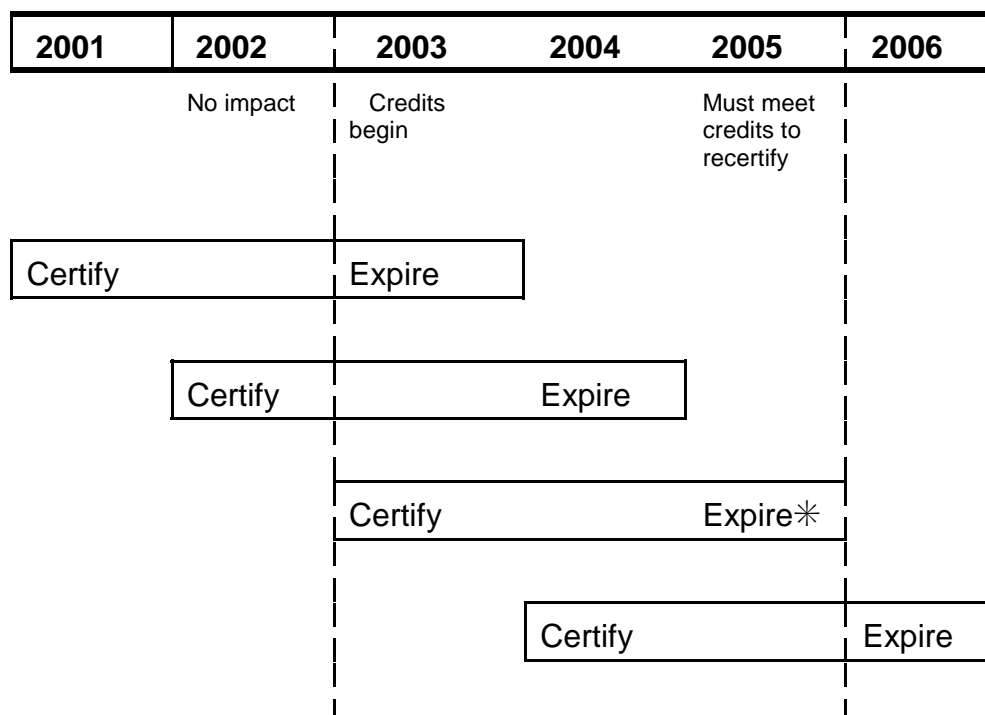 2001 2002 2003 2004 2005 2006
No impact Credits Must meet
begin credits to
recertify
Certify Expire
Certify Expire
Certify Expire✳
Certify Expire